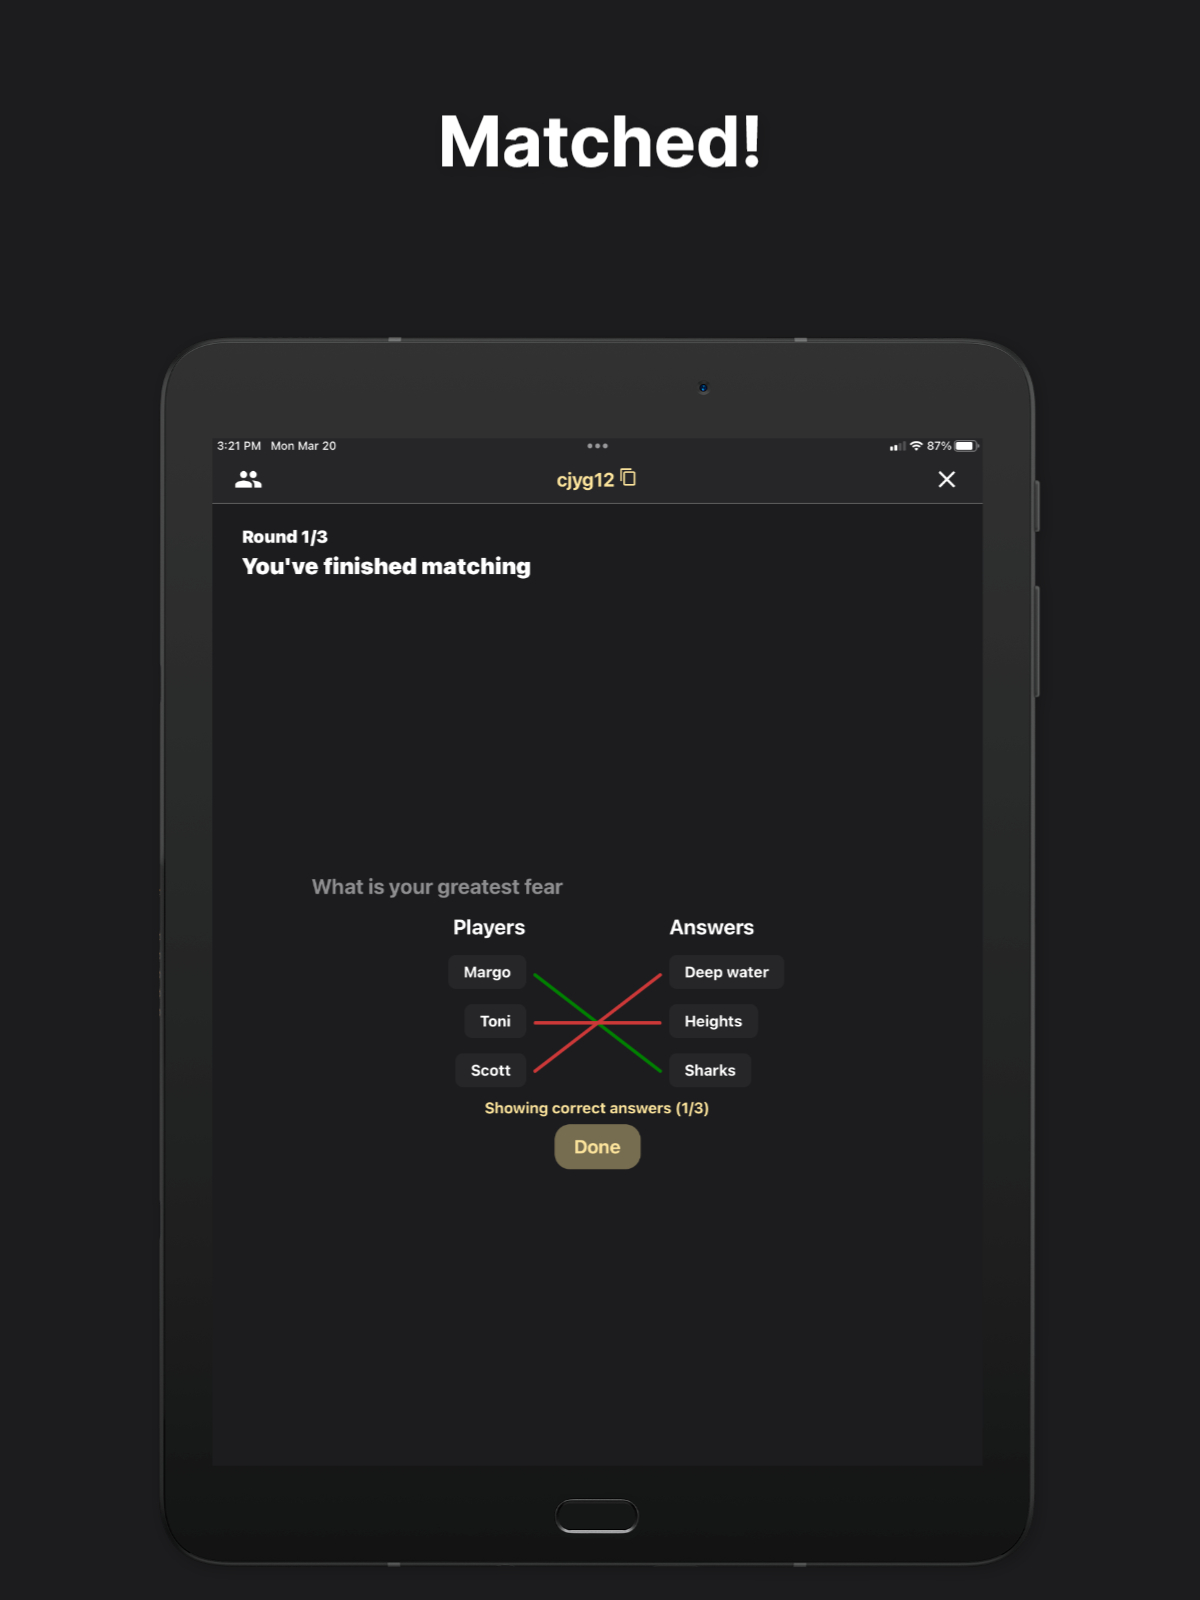 Matched!
3:21 PM Mon Mar 20
87%
cjyg12
Round 1/3
You've finished matching
What is your greatest fear
Players Answers
Margo Deep water
Toni Heights
Scott Sharks
Showing correct answers (1/3)
Done